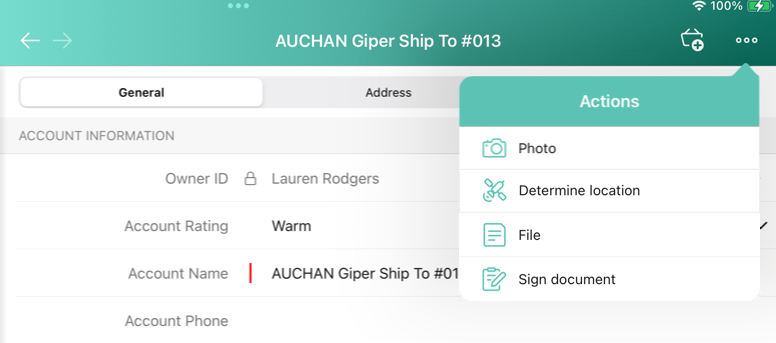 100%
AUCHAN Giper Ship To #013
General
Address
Actions
ACCOUNT INFORMATION
Photo
Owner ID Lauren Rodgers
Determine location
Account Rating Warm
File
Account Name AUCHAN Giper Ship To #01
Sign document
Account Phone